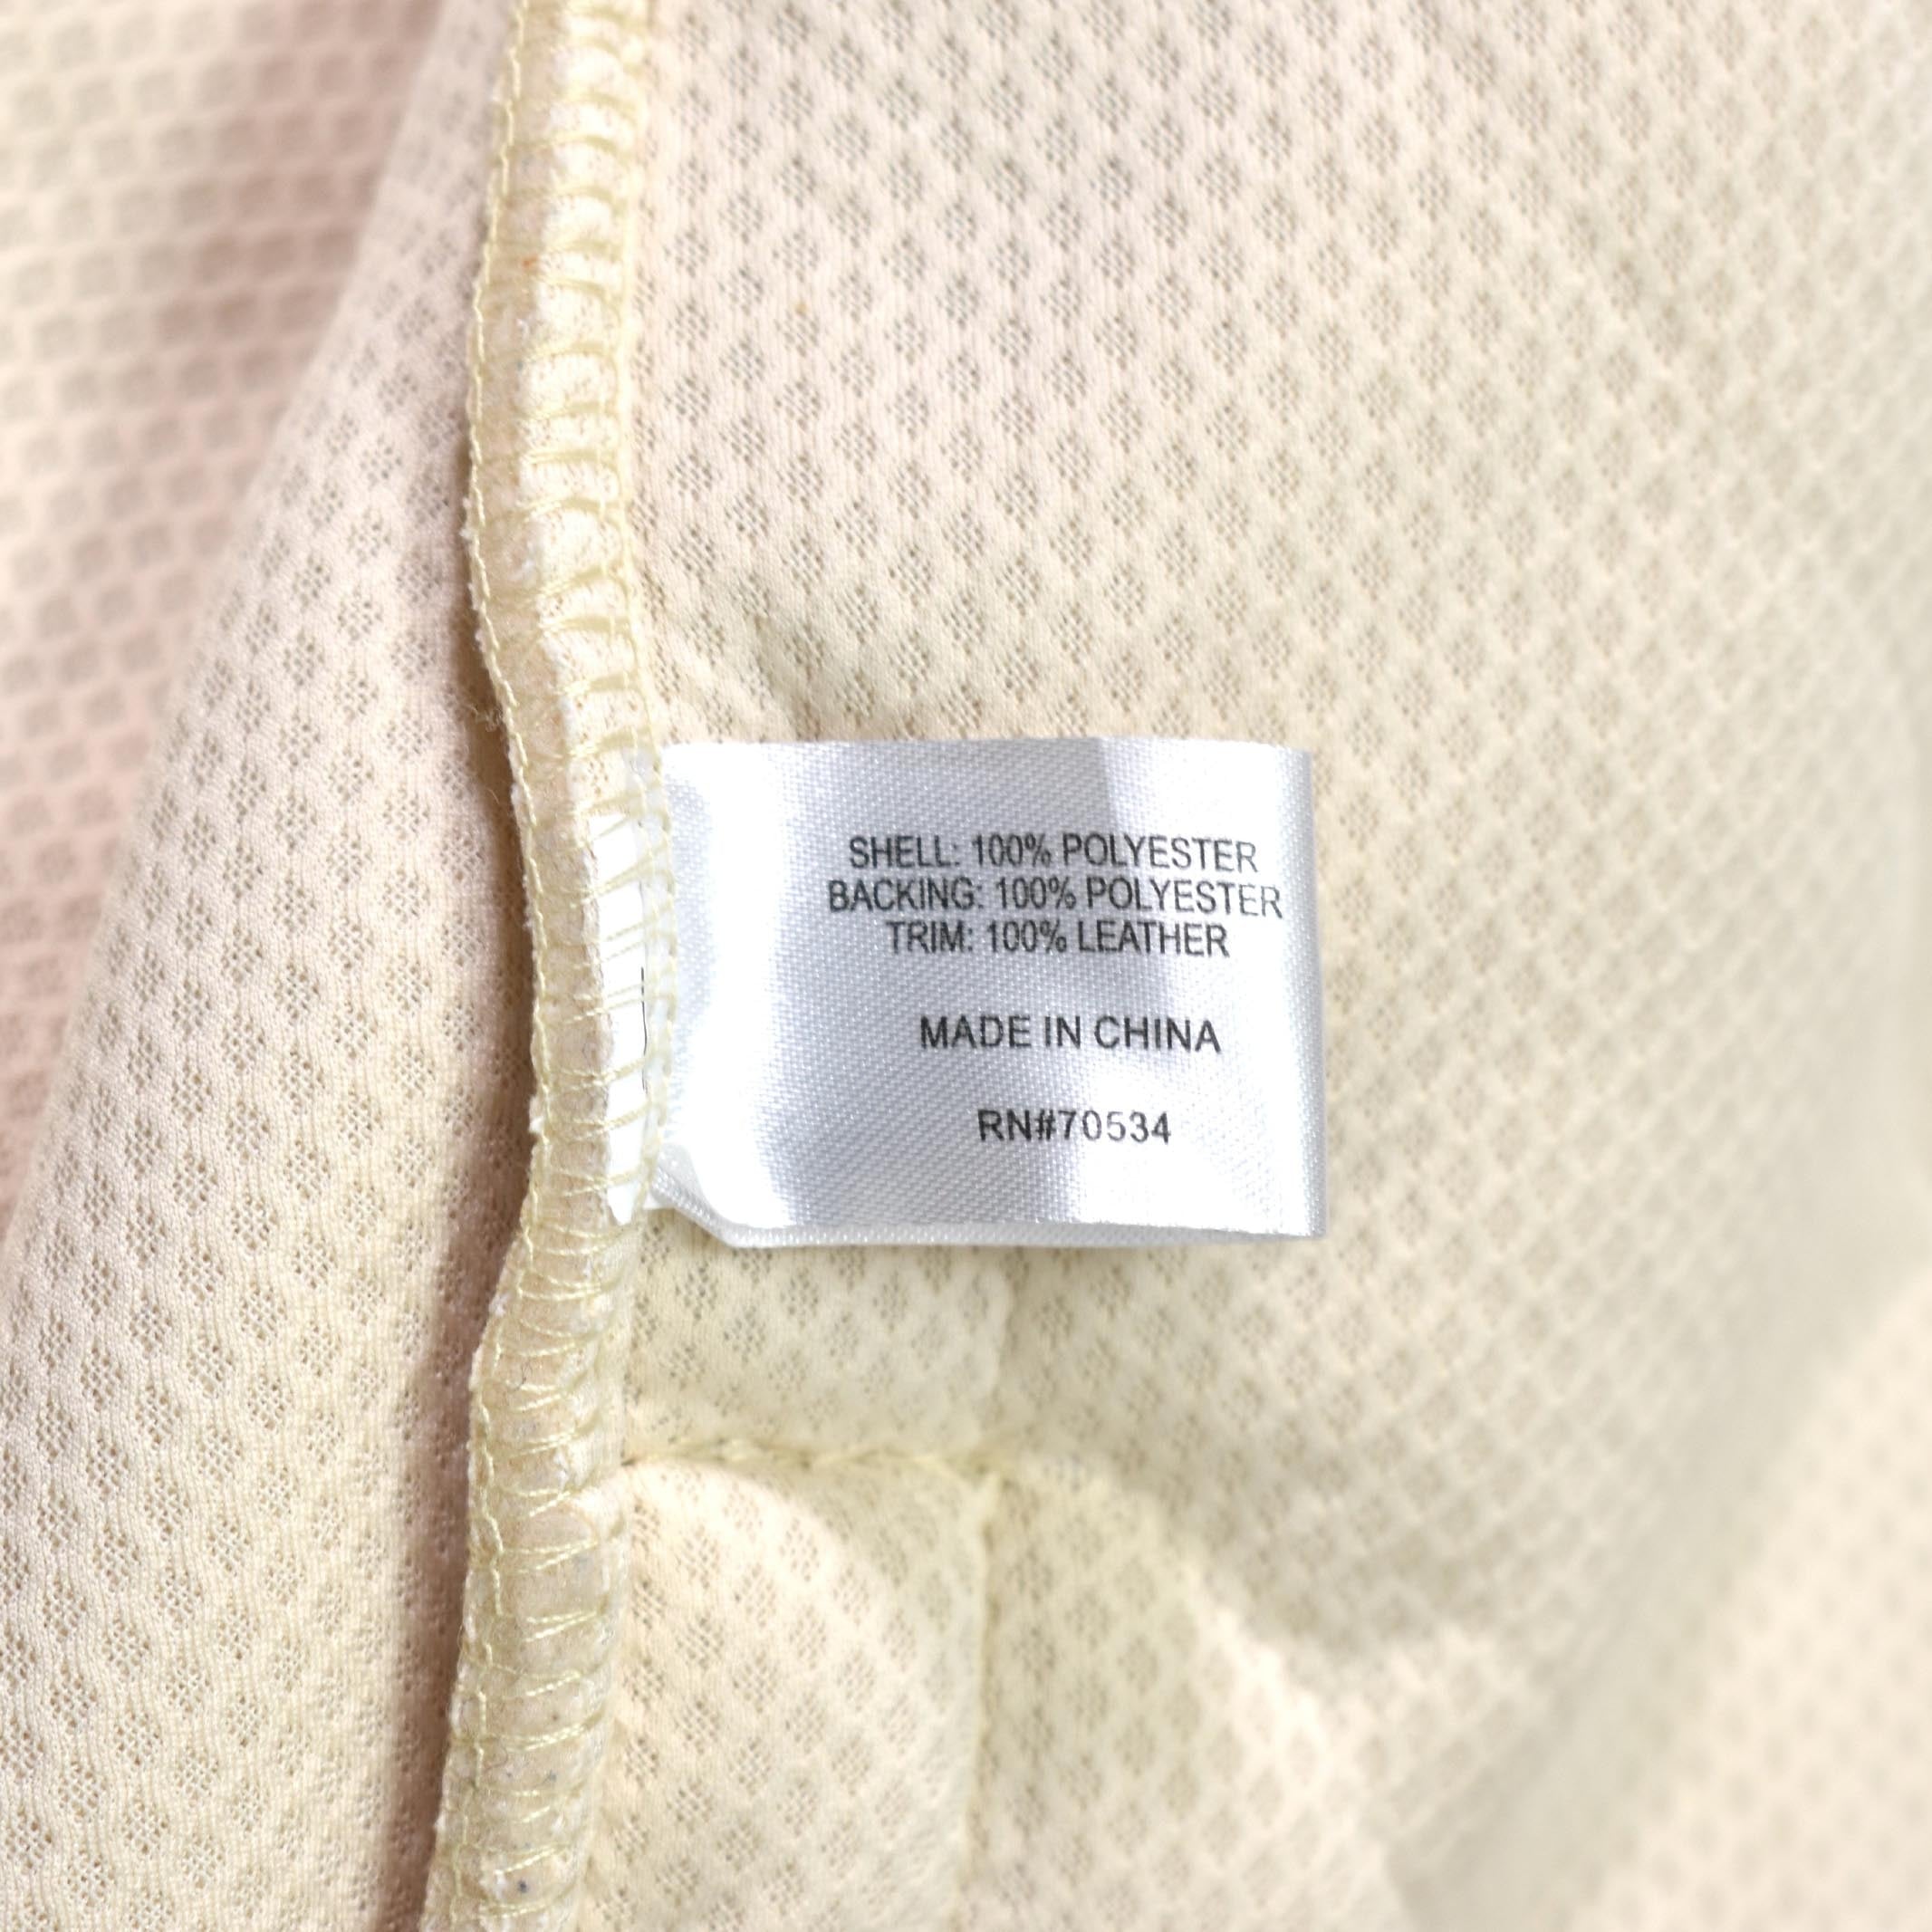 SHELL: 100% POLYESTER
BACKING: 100% POLYESTER
TRIM: 100% LEATHER
MADE IN CHINA
RN#70534